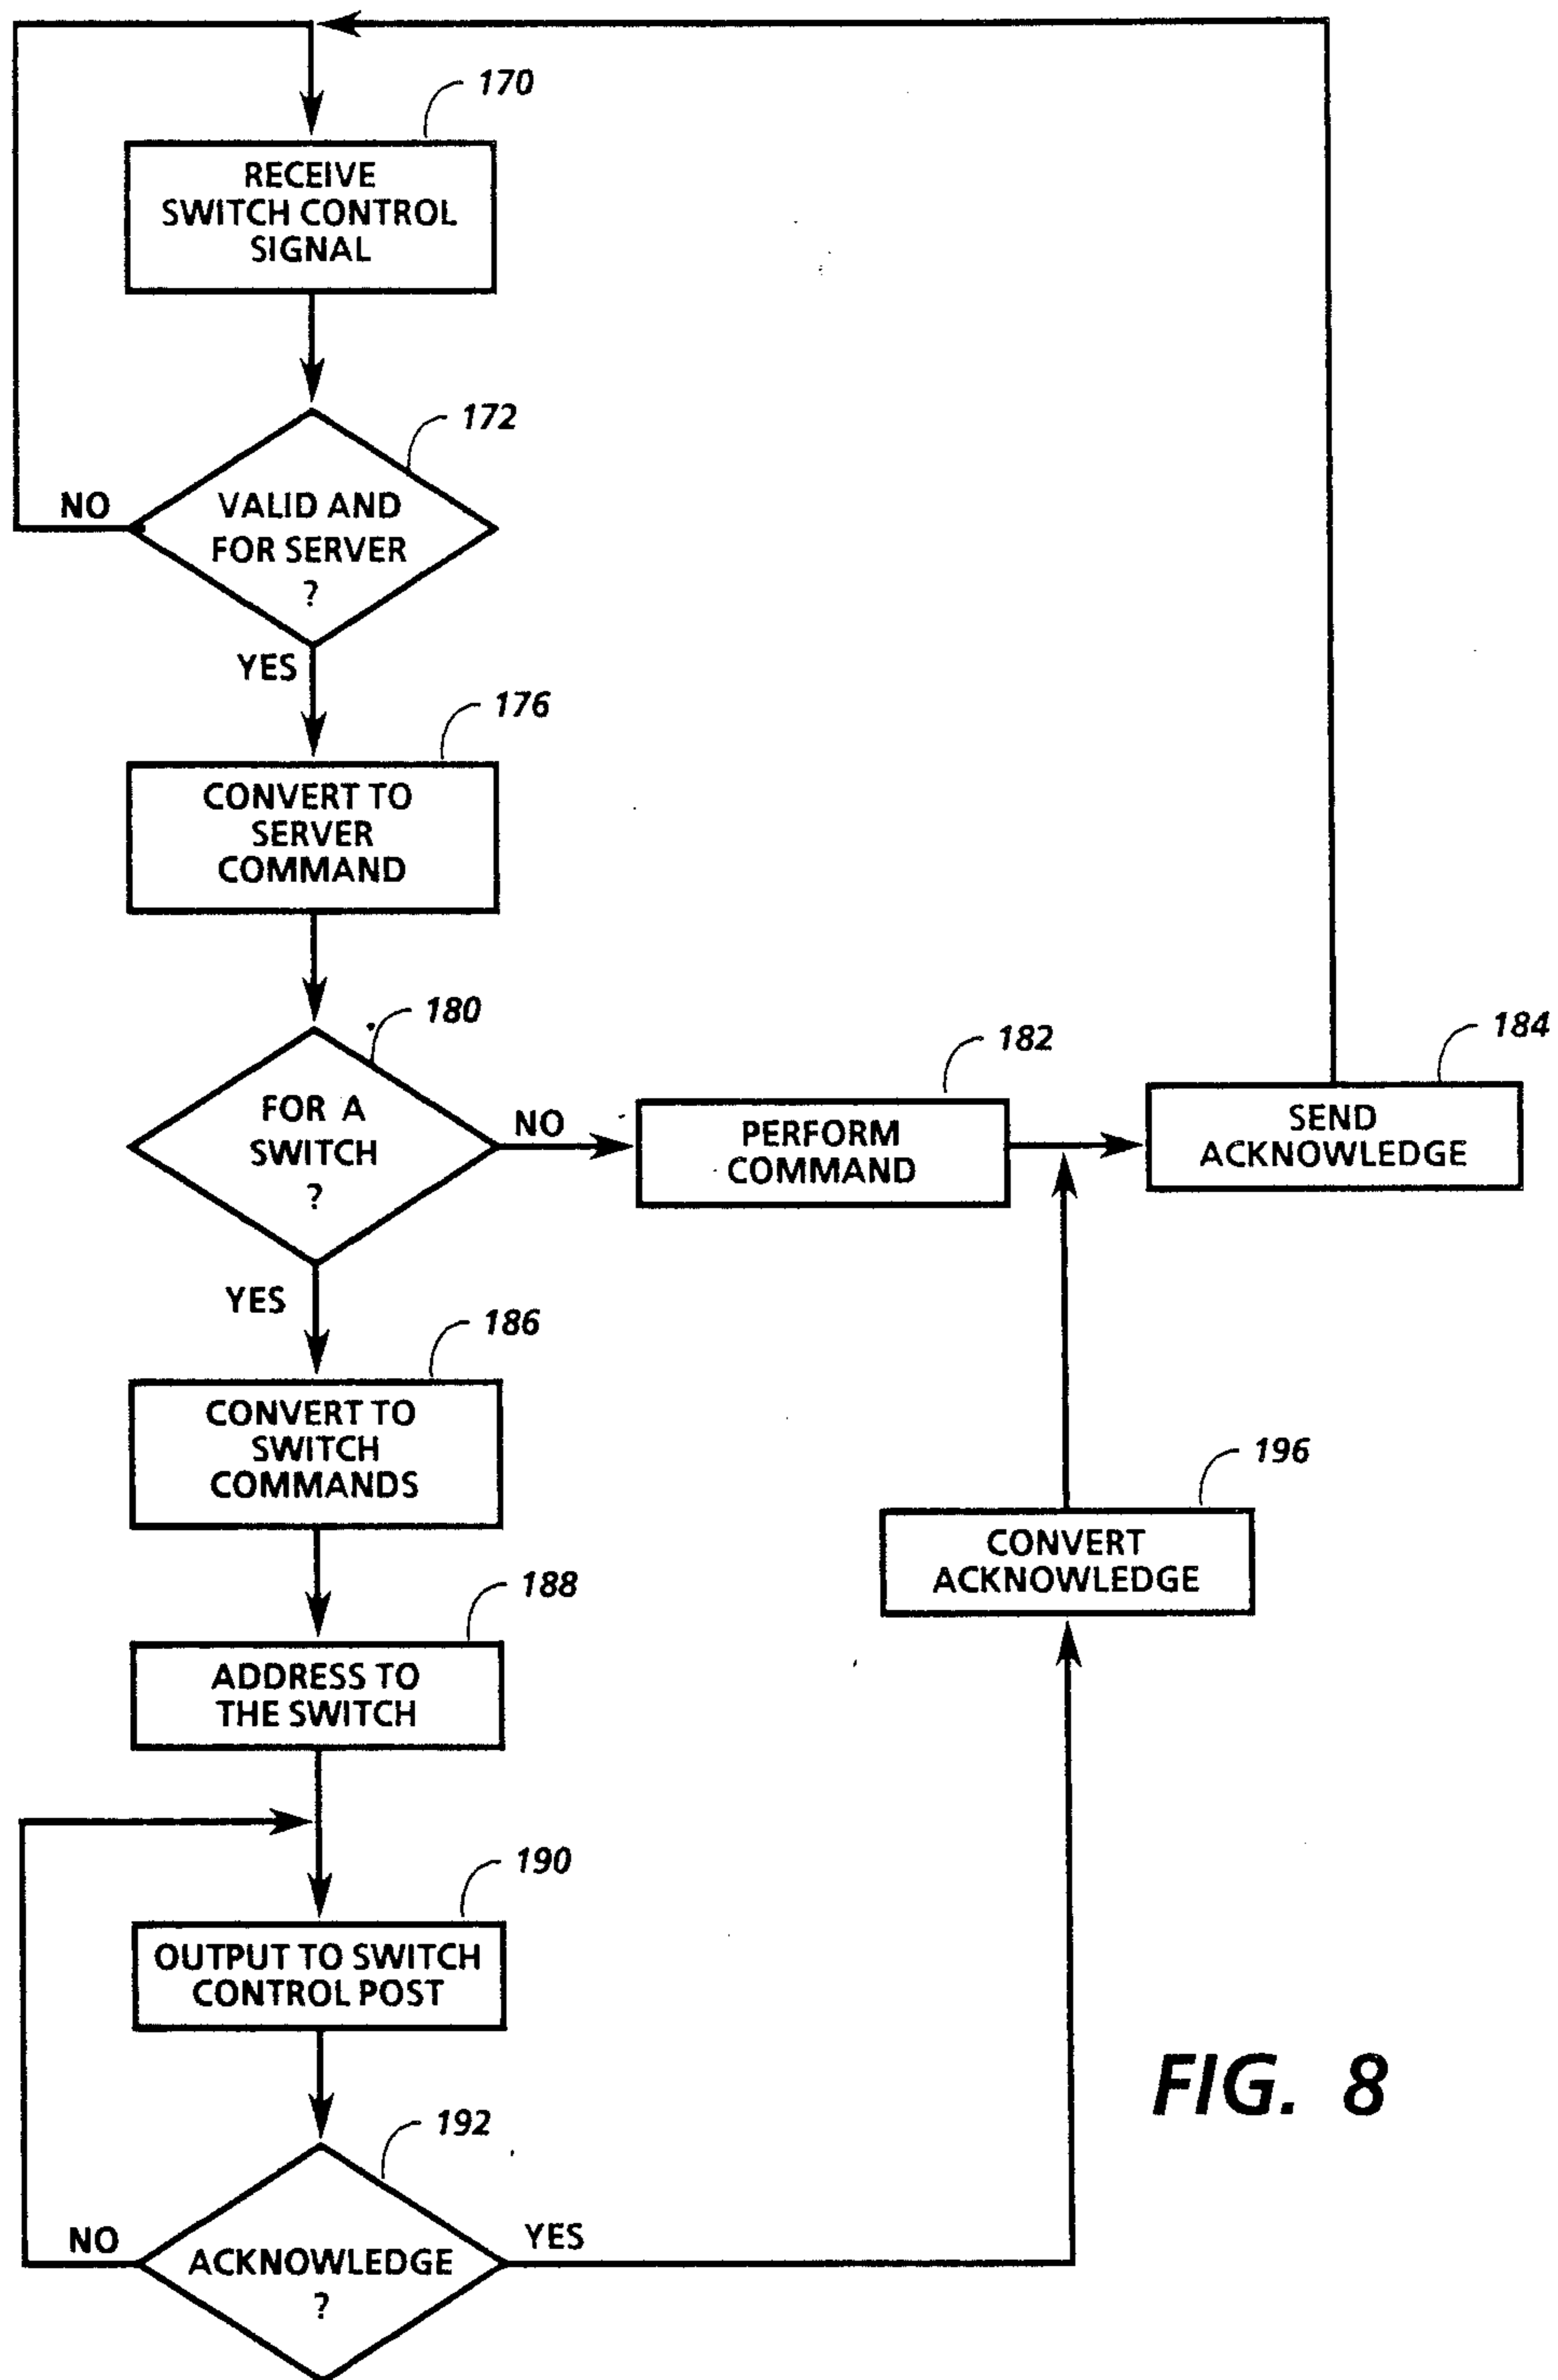 170
RECEIVE
SWITCH CONTROL
SIGNAL
172
NO
VALID AND
FOR SERVER
?
YES
176
CONVERT TO
SERVER
COMMAND
180
FOR A
SWITCH
?
NO
182
PERFORM
COMMAND
184
SEND
ACKNOWLEDGE
YES
186
CONVERT TO
SWITCH
COMMANDS
196
CONVERT
ACKNOWLEDGE
188
ADDRESS TO
THE SWITCH
190
OUTPUT TO SWITCH
CONTROL POST
192
NO
ACKNOWLEDGE
?
YES
FIG. 8